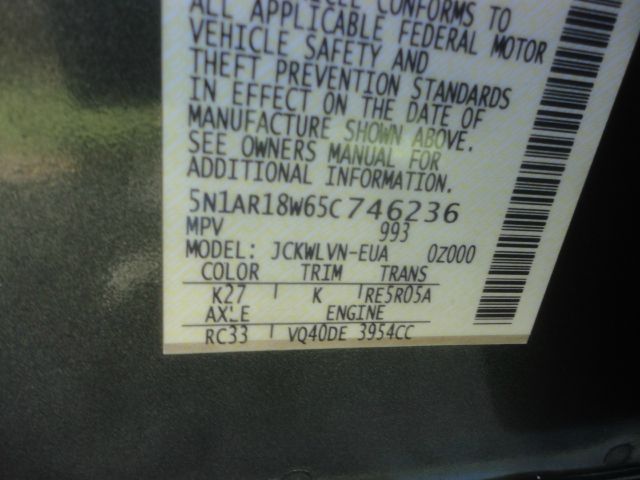 CONFORMS TO
ALL APPLICABLE FEDERAL MOTOR
VEHICLE SAFETY AND
THEFT PREVENTION STANDARDS
IN EFFECT ON THE DATE OF
MANUFACTURE SHOWN ABOVE.
SEE OWNERS MANUAL FOR
ADDITIONAL INFORMATION.
5N1AR18W65C746236
MPV 993
MODEL: JCKWLVN-EUA 0Z000
COLOR TRIM TRANS
K27 K RE5R05A
AXLE ENGINE
RC33 VQ40DE 3954CC